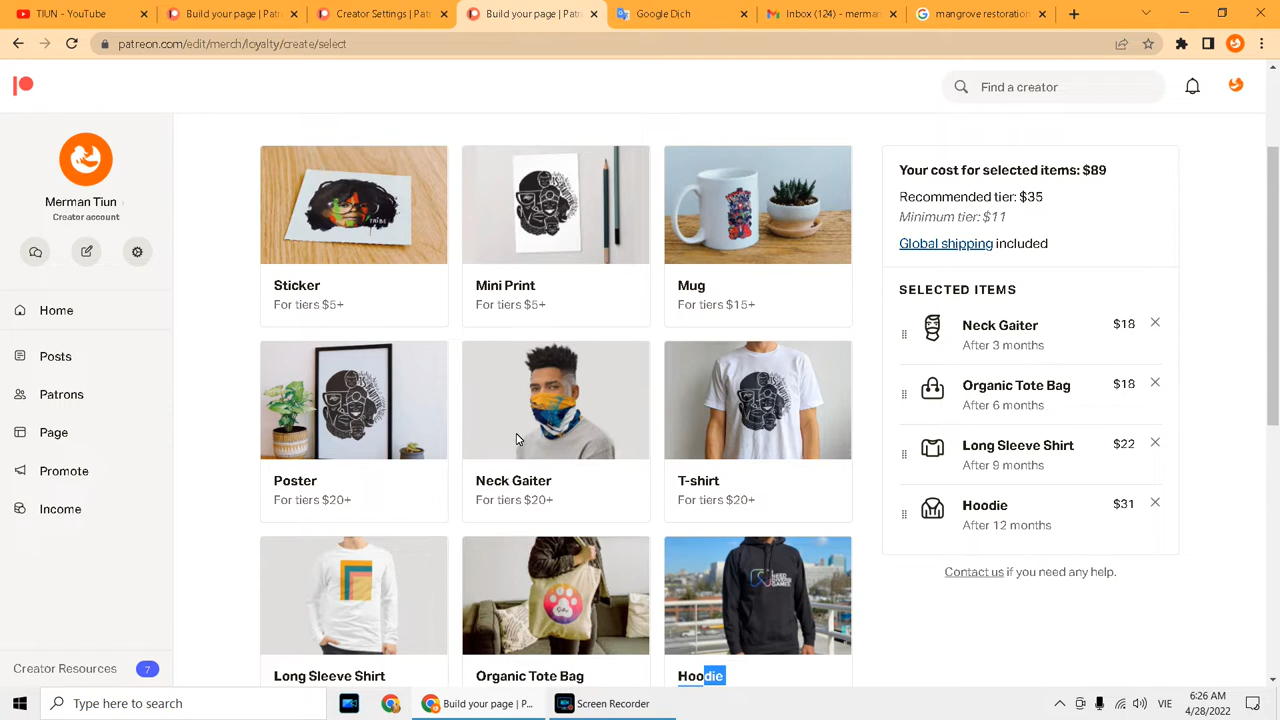 TIUN - YouTube
Build your page | Pat
Creator Settings | Pat
Build your page | Pat
Google Dịch
Inbox (124) - merman
mangrove restoration
patreon.com/edit/merch/loyalty/create/select
Find a creator
Merman Tiun
Creator account
Home
Posts
Patrons
Page
Promote
Income
Creator Resources
7
TRIBE
Sticker
For tiers $5+
Mini Print
For tiers $5+
Mug
For tiers $15+
Poster
For tiers $20+
Neck Gaiter
For tiers $20+
T-shirt
For tiers $20+
Long Sleeve Shirt
Organic Tote Bag
Hoodie
Your cost for selected items: $89
Recommended tier: $35
Minimum tier: $11
Global shipping included
SELECTED ITEMS
Neck Gaiter
$18
After 3 months
Organic Tote Bag
$18
After 6 months
Long Sleeve Shirt
$22
After 9 months
Hoodie
$31
After 12 months
Contact us if you need any help.
Type here to search
Build your page | P...
Screen Recorder
VIE
6:26 AM
4/28/2022